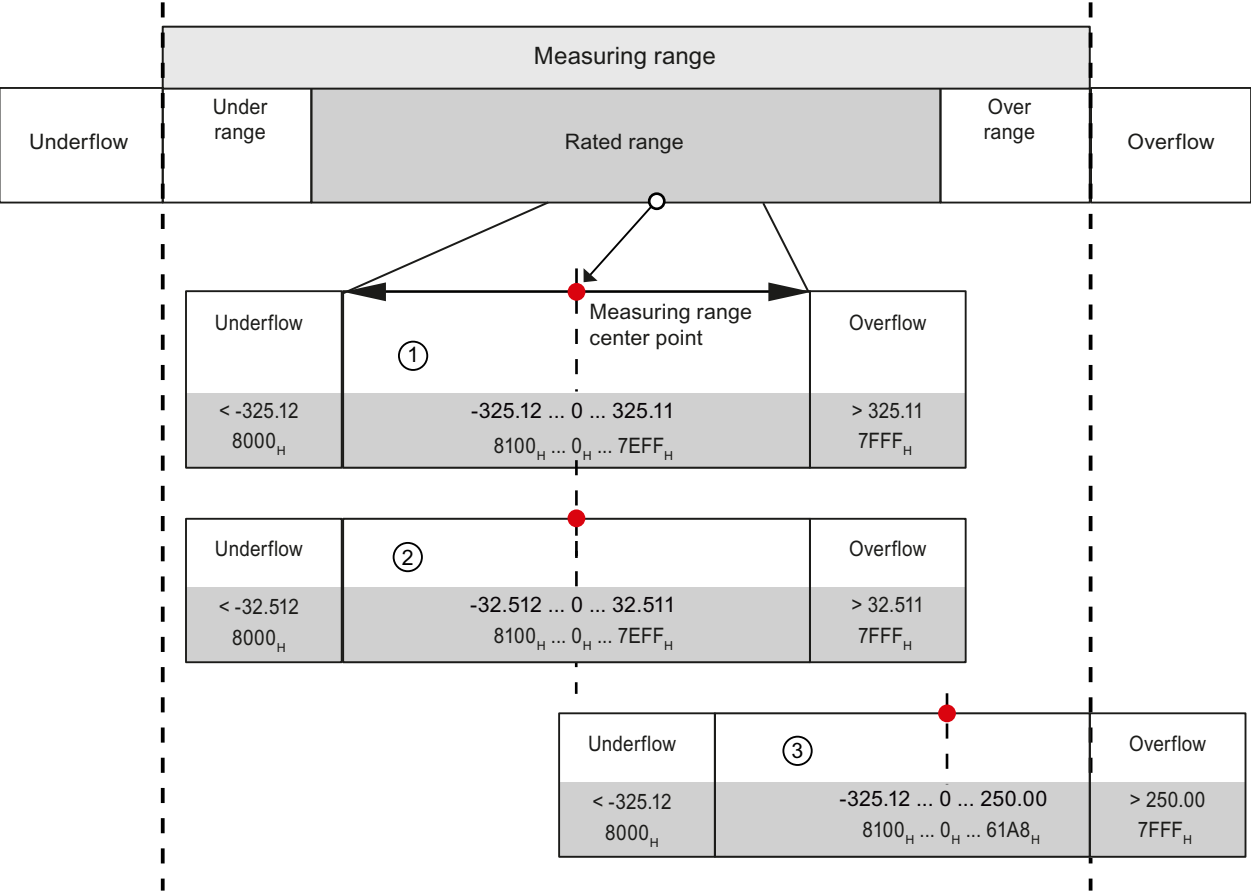 Measuring range
Underflow
Under
range
Rated range
Over
range
Overflow
Underflow
Measuring range
center point
Overflow
①
< -325.12
-325.12 ... 0 ... 325.11
> 325.11
8000H
8100H ... 0H ... 7EFFH
7FFFH
Underflow
②
Overflow
< -32.512
-32.512 ... 0 ... 32.511
> 32.511
8000H
8100H ... 0H ... 7EFFH
7FFFH
Underflow
③
Overflow
< -325.12
-325.12 ... 0 ... 250.00
> 250.00
8000H
8100H ... 0H ... 61A8H
7FFFH